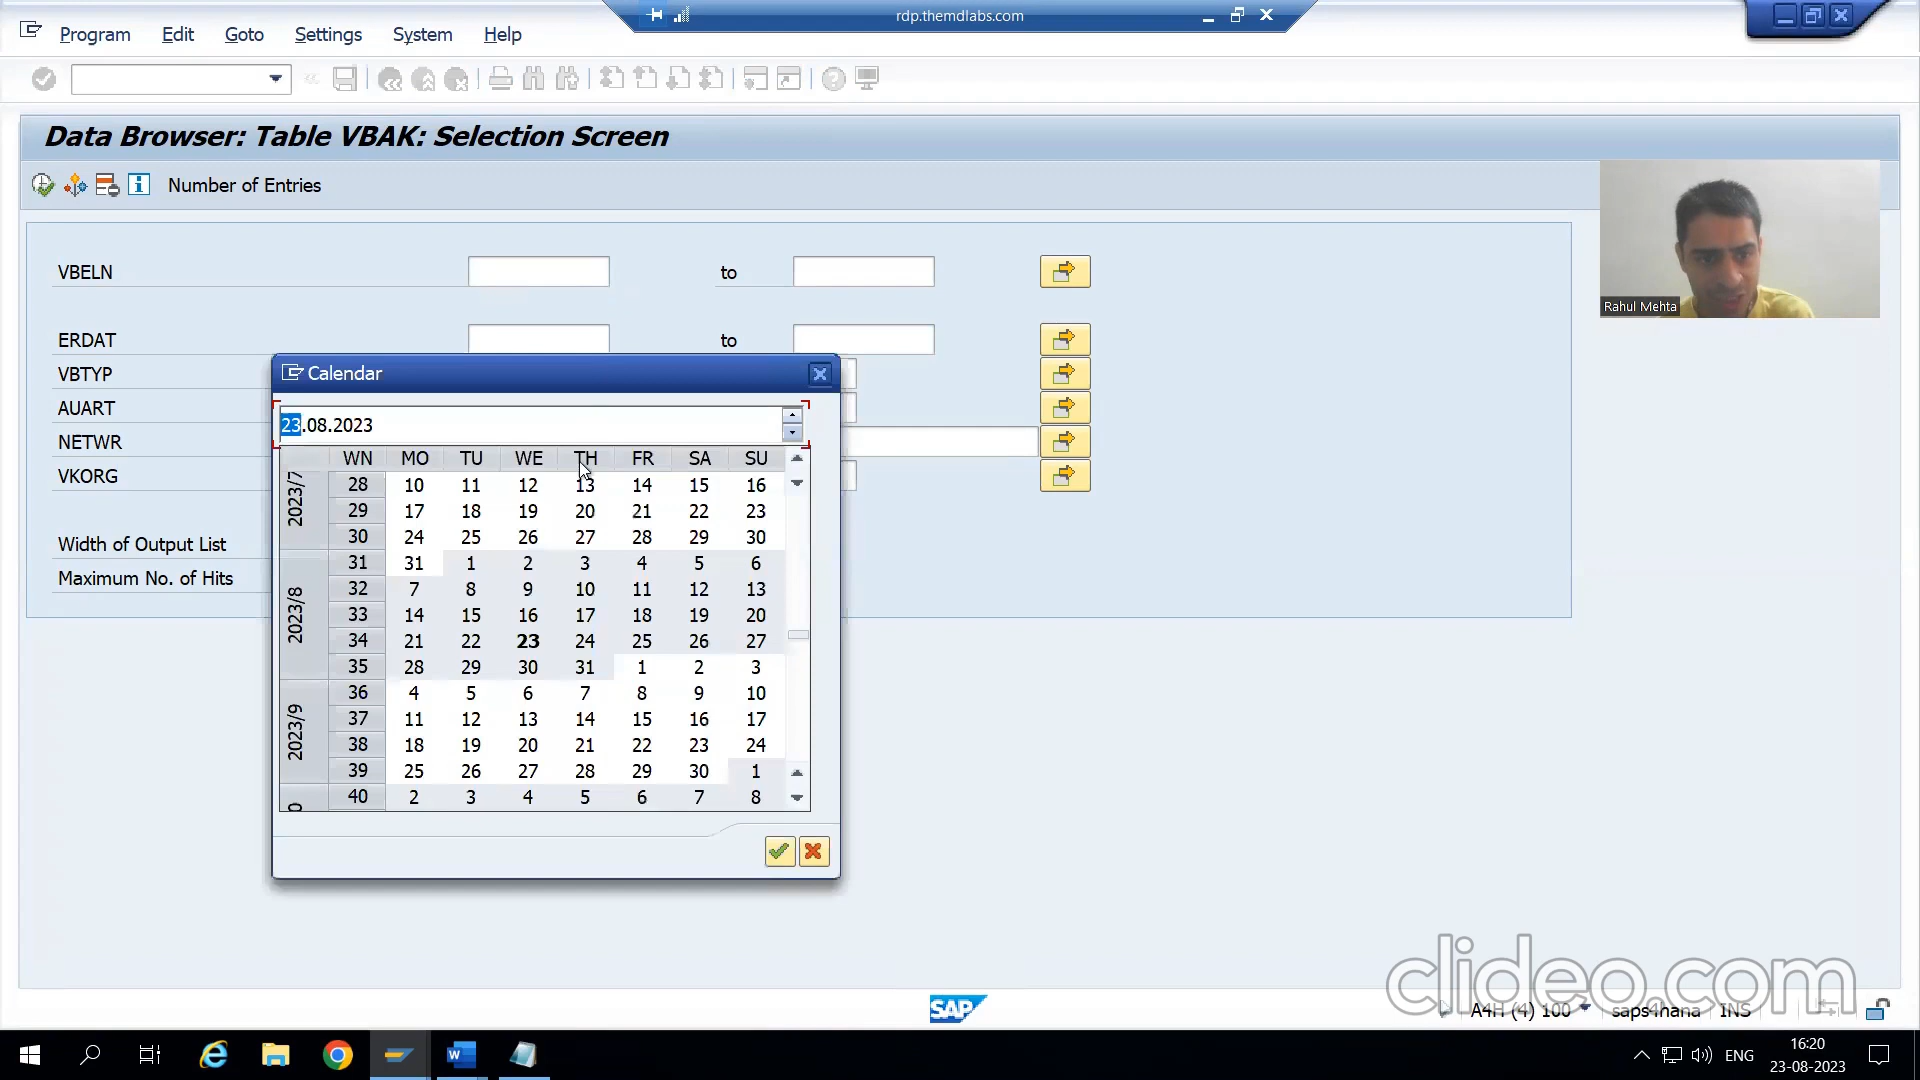 rdp.themdlabs.com
Program Edit Goto Settings System Help
Data Browser: Table VBAK: Selection Screen
Number of Entries
VBELN to
ERDAT to
VBTYP
AUART
NETWR
VKORG
Width of Output List
Maximum No. of Hits
Rahul Mehta
Calendar
23.08.2023
WN MO TU WE TH FR SA SU
2023/7
28 10 11 12 13 14 15 16
29 17 18 19 20 21 22 23
30 24 25 26 27 28 29 30
2023/8
31 31 1 2 3 4 5 6
32 7 8 9 10 11 12 13
33 14 15 16 17 18 19 20
34 21 22 23 24 25 26 27
35 28 29 30 31 1 2 3
2023/9
36 4 5 6 7 8 9 10
37 11 12 13 14 15 16 17
38 18 19 20 21 22 23 24
39 25 26 27 28 29 30 1
40 2 3 4 5 6 7 8
clideo.com
SAP
A4H (4) 100 saps4hana INS
ENG
16:20
23-08-2023